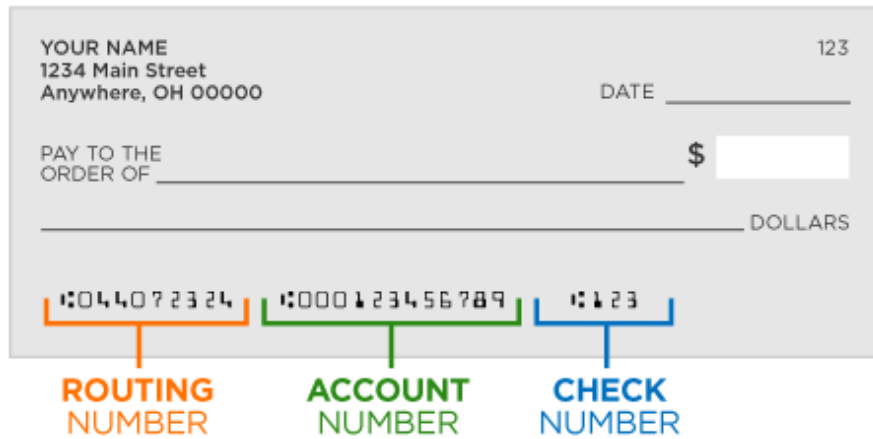 YOUR NAME 123
1234 Main Street
Anywhere, OH 00000
DATE
PAY TO THE
ORDER OF $
DOLLARS
⑆044072324 ⑆000123456789 ⑆123
ROUTING ACCOUNT CHECK
NUMBER NUMBER NUMBER